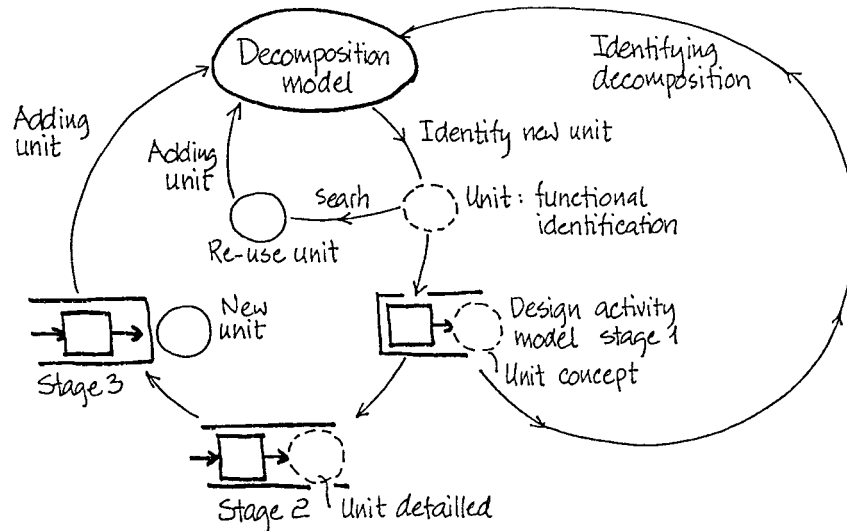 Decomposition
model
Identifying
decomposition
Adding
unit
Adding
unit
Identify new unit
Searh
Unit: functional
identification
Re-use unit
New
unit
Design activity
model stage 1
Unit concept
Stage 3
Stage 2
Unit detailled